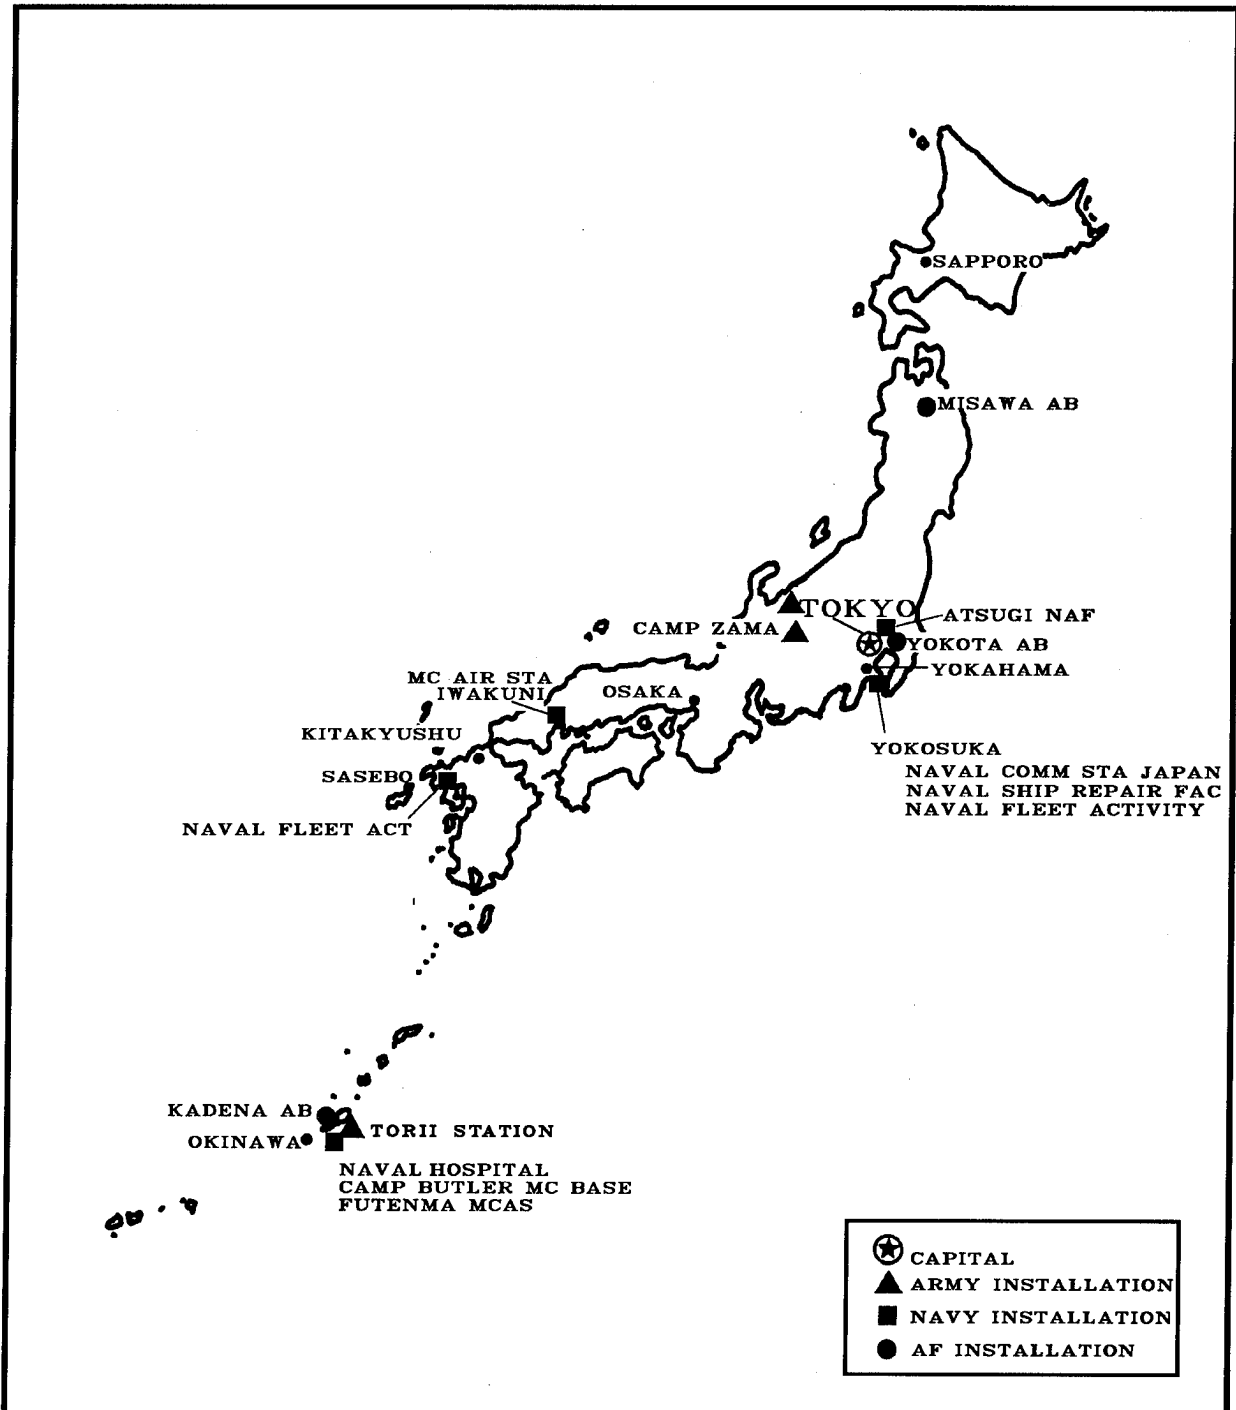 SAPPORO
MISAWA AB
TOKYO
ATSUGI NAF
CAMP ZAMA
YOKOTA AB
YOKAHAMA
MC AIR STA
IWAKUNI
OSAKA
KITAKYUSHU
YOKOSUKA
NAVAL COMM STA JAPAN
NAVAL SHIP REPAIR FAC
NAVAL FLEET ACTIVITY
SASEBO
NAVAL FLEET ACT
KADENA AB
TORII STATION
OKINAWA
NAVAL HOSPITAL
CAMP BUTLER MC BASE
FUTENMA MCAS
CAPITAL
ARMY INSTALLATION
NAVY INSTALLATION
AF INSTALLATION